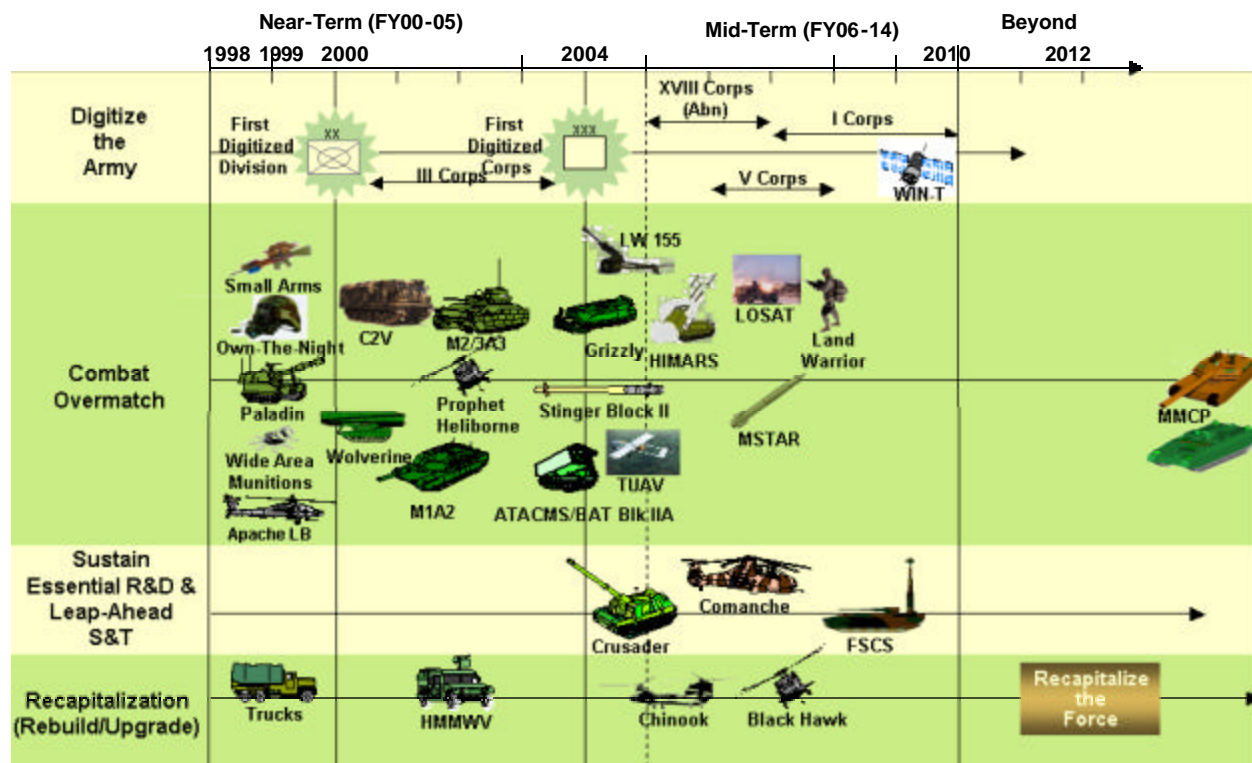 Near-Term (FY00-05)
Mid-Term (FY06-14)
Beyond
1998 1999 2000 2004 2010 2012
Digitize
the
Army
First
Digitized
Division
XX
III Corps
First
Digitized
Corps
XXX
XVIII Corps
(Abn)
I Corps
V Corps
WIN-T
Combat
Overmatch
Small Arms
Own-The-Night
Paladin
Wide Area
Munitions
Apache LB
C2V
Wolverine
M2/3A3
Prophet
Heliborne
M1A2
LW 155
Grizzly
Stinger Block II
ATACMS/BAT Blk IIA
TUAV
HIMARS
LOSAT
Land
Warrior
MSTAR
MMCP
Sustain
Essential R&D &
Leap-Ahead
S&T
Crusader
Comanche
FSCS
Recapitalization
(Rebuild/Upgrade)
Trucks
HMMWV
Chinook
Black Hawk
Recapitalize
the
Force